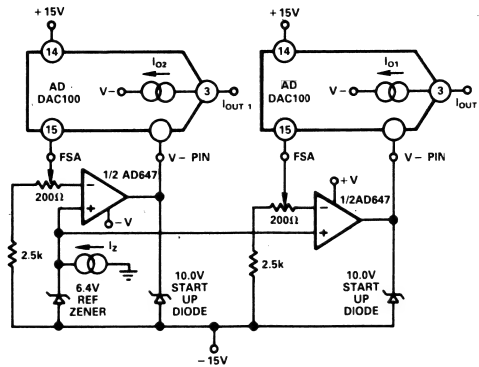 + 15V
14
AD
DAC100
V–
IO2
3
IOUT 1
15
FSA
V – PIN
1/2 AD647
200Ω
–V
2.5k
IZ
6.4V
REF
ZENER
10.0V
START
UP
DIODE
+ 15V
14
AD
DAC100
V–
IO1
3
IOUT 1
15
FSA
V – PIN
+V
1/2AD647
200Ω
2.5k
10.0V
START
UP
DIODE
– 15V